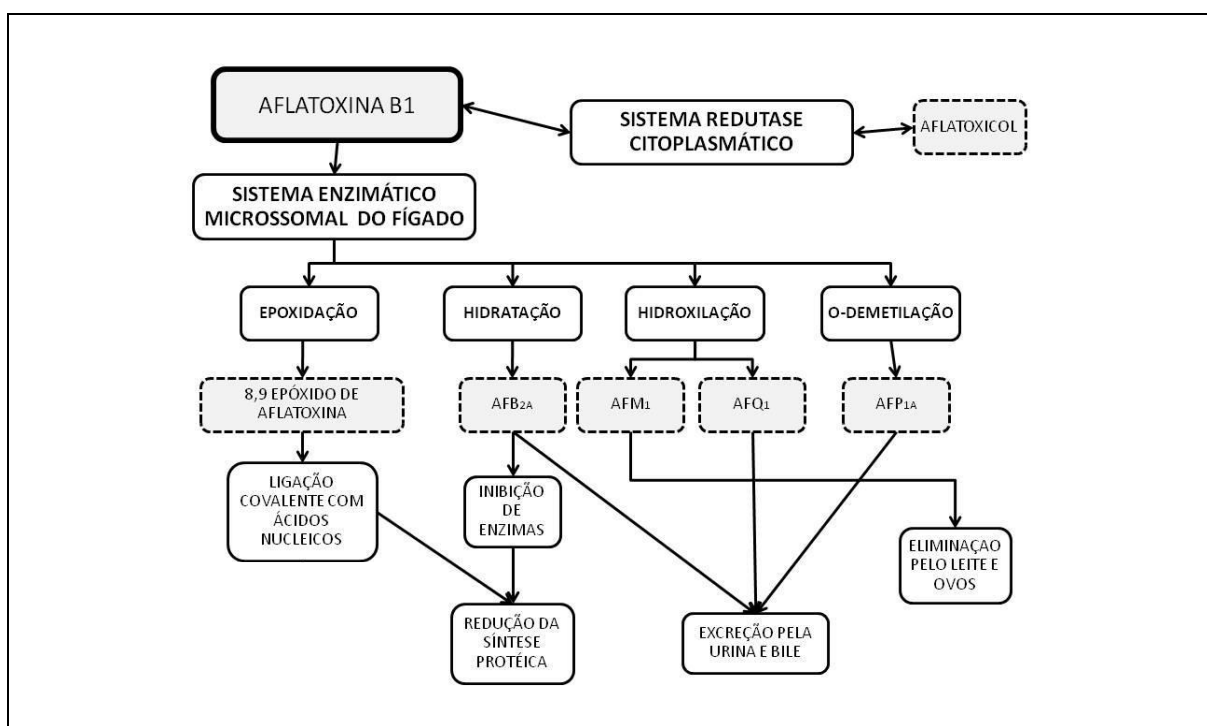 AFLATOXINA B1
SISTEMA REDUTASE
CITOPLASMÁTICO
AFLATOXICOL
SISTEMA ENZIMÁTICO
MICROSSOMAL DO FÍGADO
EPOXIDAÇÃO
HIDRATAÇÃO
HIDROXILAÇÃO
O-DEMETILAÇÃO
8,9 EPÓXIDO DE
AFLATOXINA
AFB2A
AFM1
AFQ1
AFP1A
LIGAÇÃO
COVALENTE COM
ÁCIDOS
NUCLEICOS
INIBIÇÃO
DE
ENZIMAS
ELIMINAÇAO
PELO LEITE E
OVOS
REDUÇÃO DA
SÍNTESE
PROTÉICA
EXCREÇÃO PELA
URINA E BILE